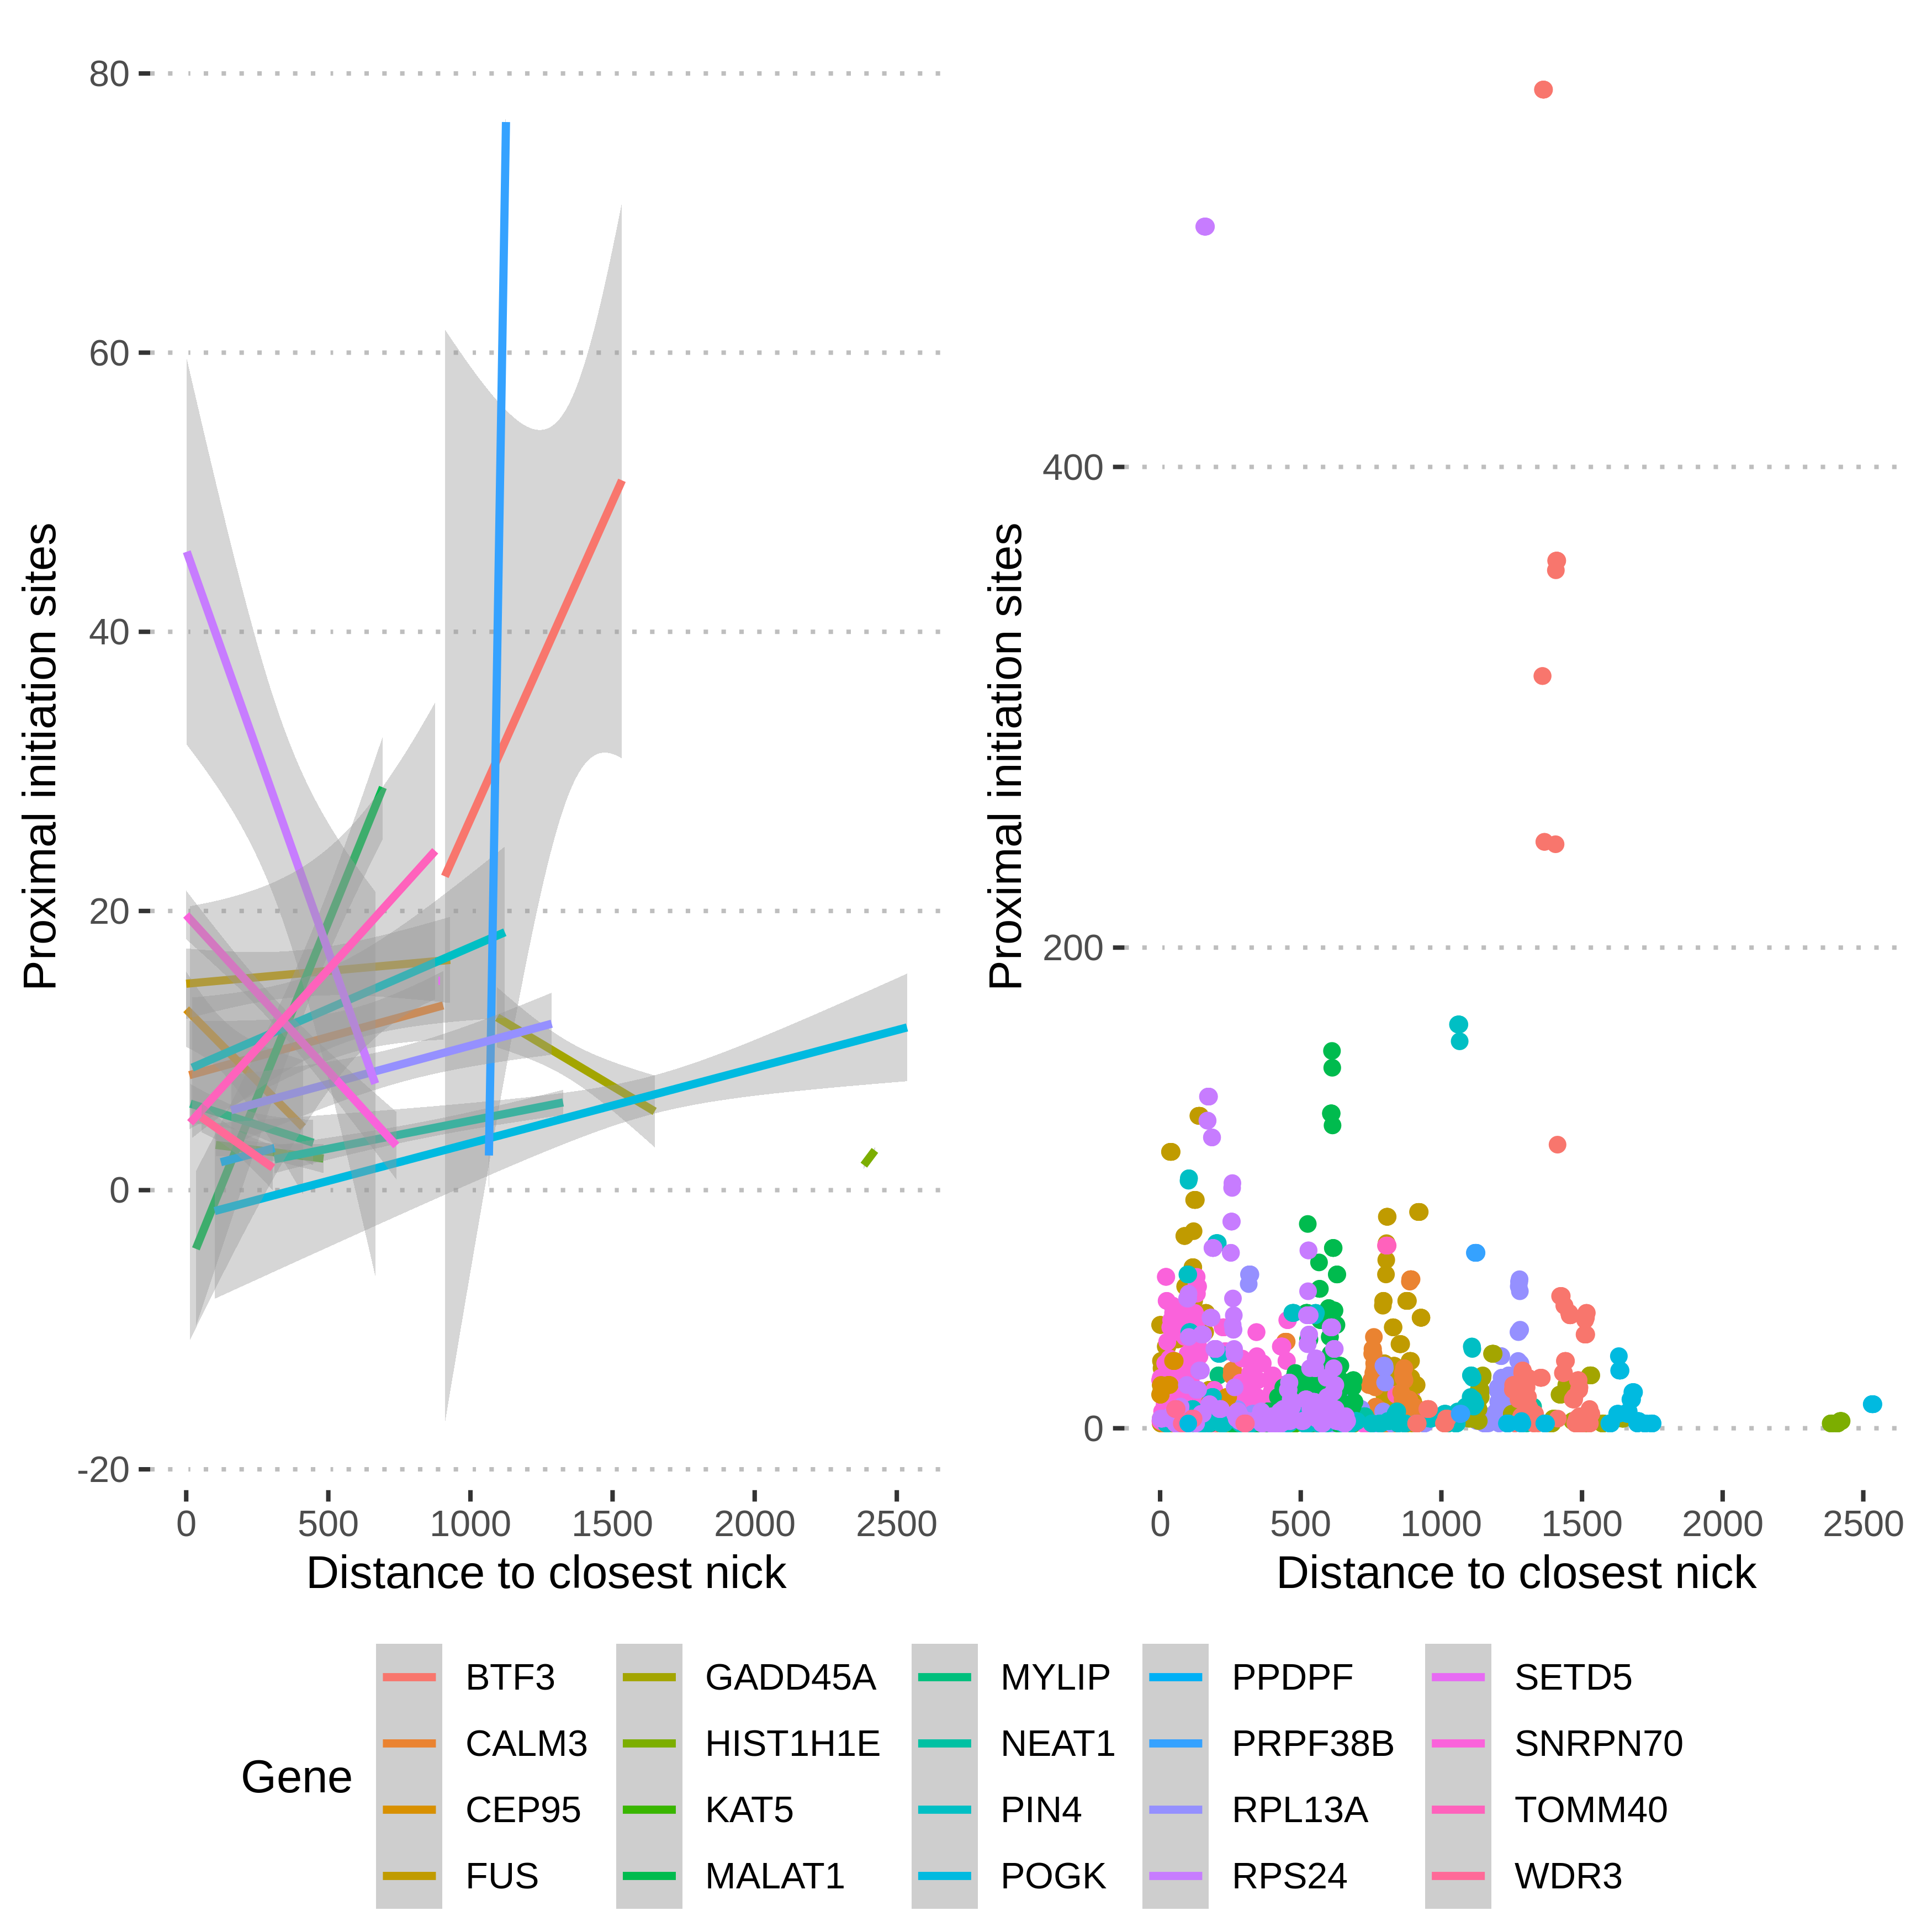 80
60
40
20
0
-20
Proximal initiation sites
0 500 1000 1500 2000 2500
Distance to closest nick
400
200
0
Proximal initiation sites
0 500 1000 1500 2000 2500
Distance to closest nick
Gene
BTF3 GADD45A MYLIP PPDPF SETD5
CALM3 HIST1H1E NEAT1 PRPF38B SNRPN70
CEP95 KAT5 PIN4 RPL13A TOMM40
FUS MALAT1 POGK RPS24 WDR3